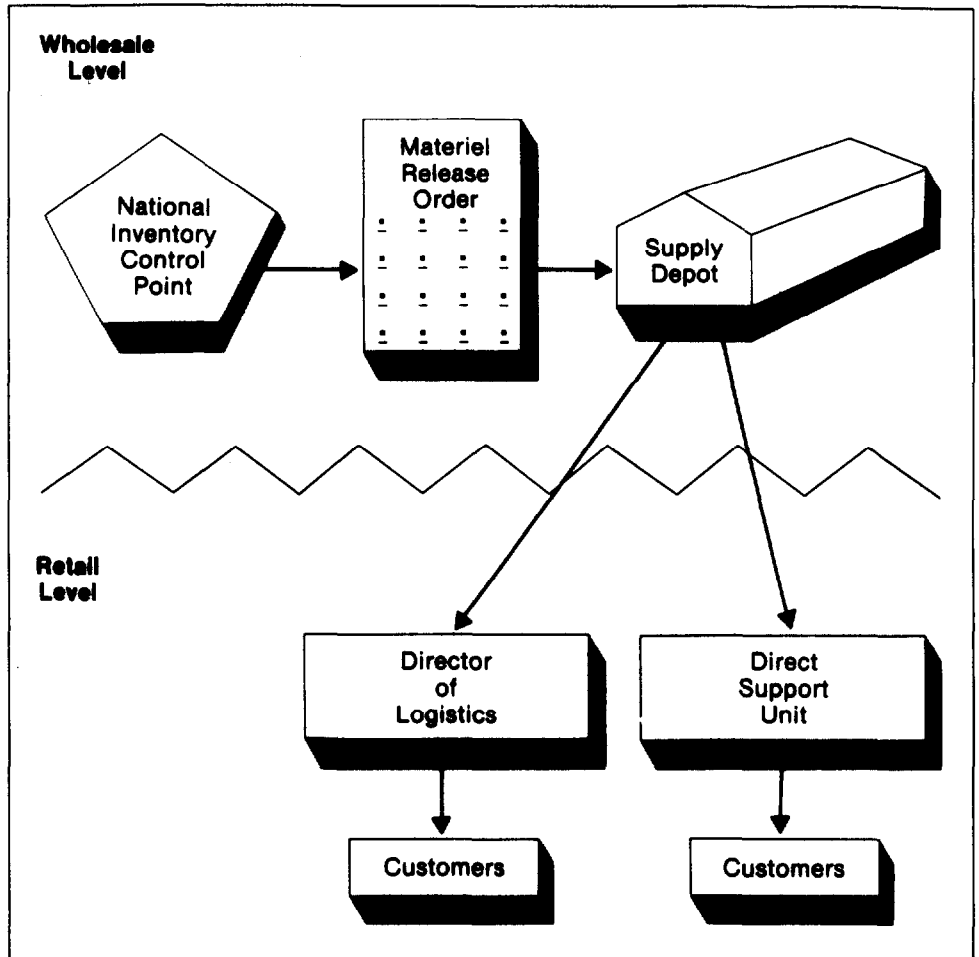 Wholesale
Level
National
Inventory
Control
Point
Materiel
Release
Order
Supply
Depot
Retail
Level
Director
of
Logistics
Direct
Support
Unit
Customers
Customers